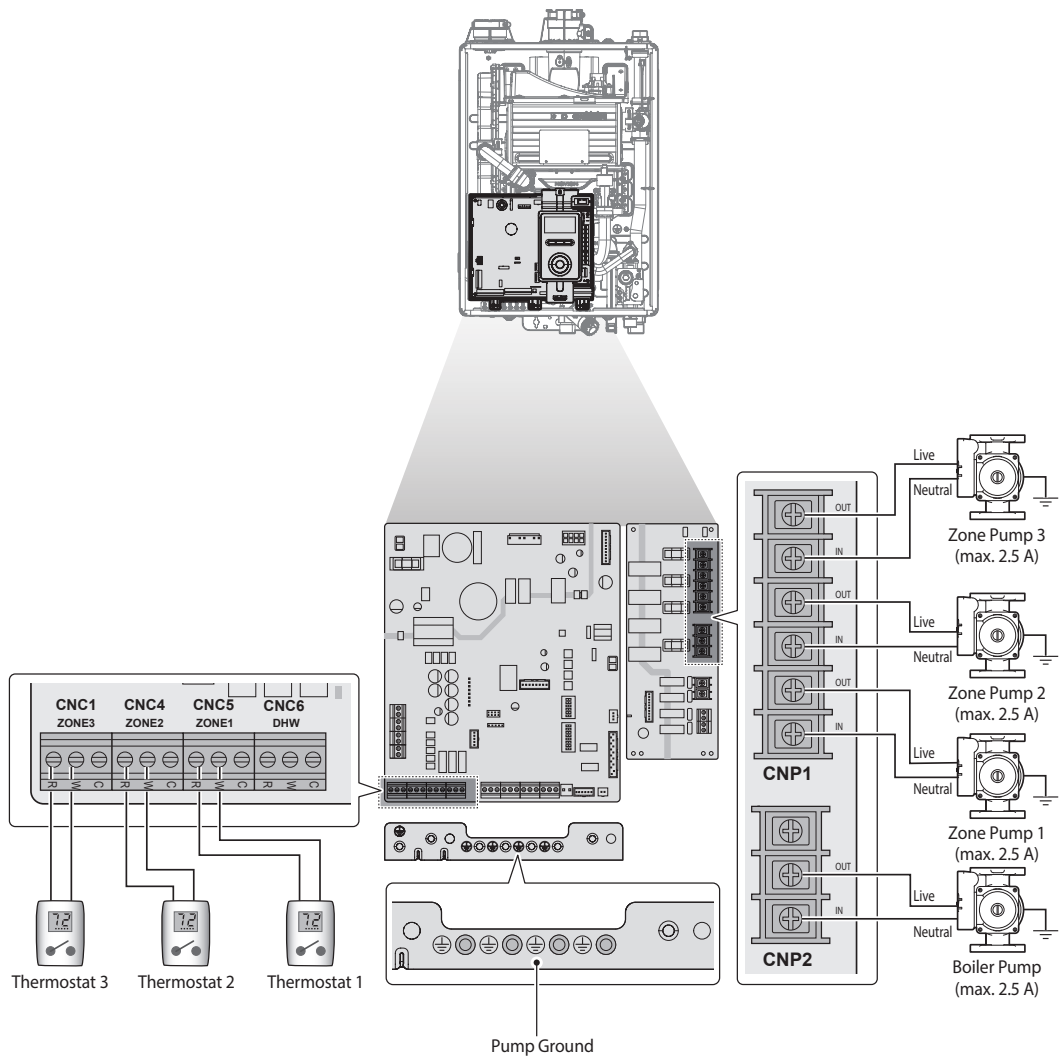 Live
OUT
Neutral
IN
Zone Pump 3
(max. 2.5 A)
OUT
Live
IN
Neutral
Zone Pump 2
(max. 2.5 A)
OUT
IN
Live
Neutral
CNP1
Zone Pump 1
(max. 2.5 A)
OUT
Live
IN
Neutral
CNP2
Boiler Pump
(max. 2.5 A)
CNC1 CNC4 CNC5 CNC6
ZONE3 ZONE2 ZONE1 DHW
R W C R W C R W C R W C
72 72 72
Thermostat 3 Thermostat 2 Thermostat 1
Pump Ground